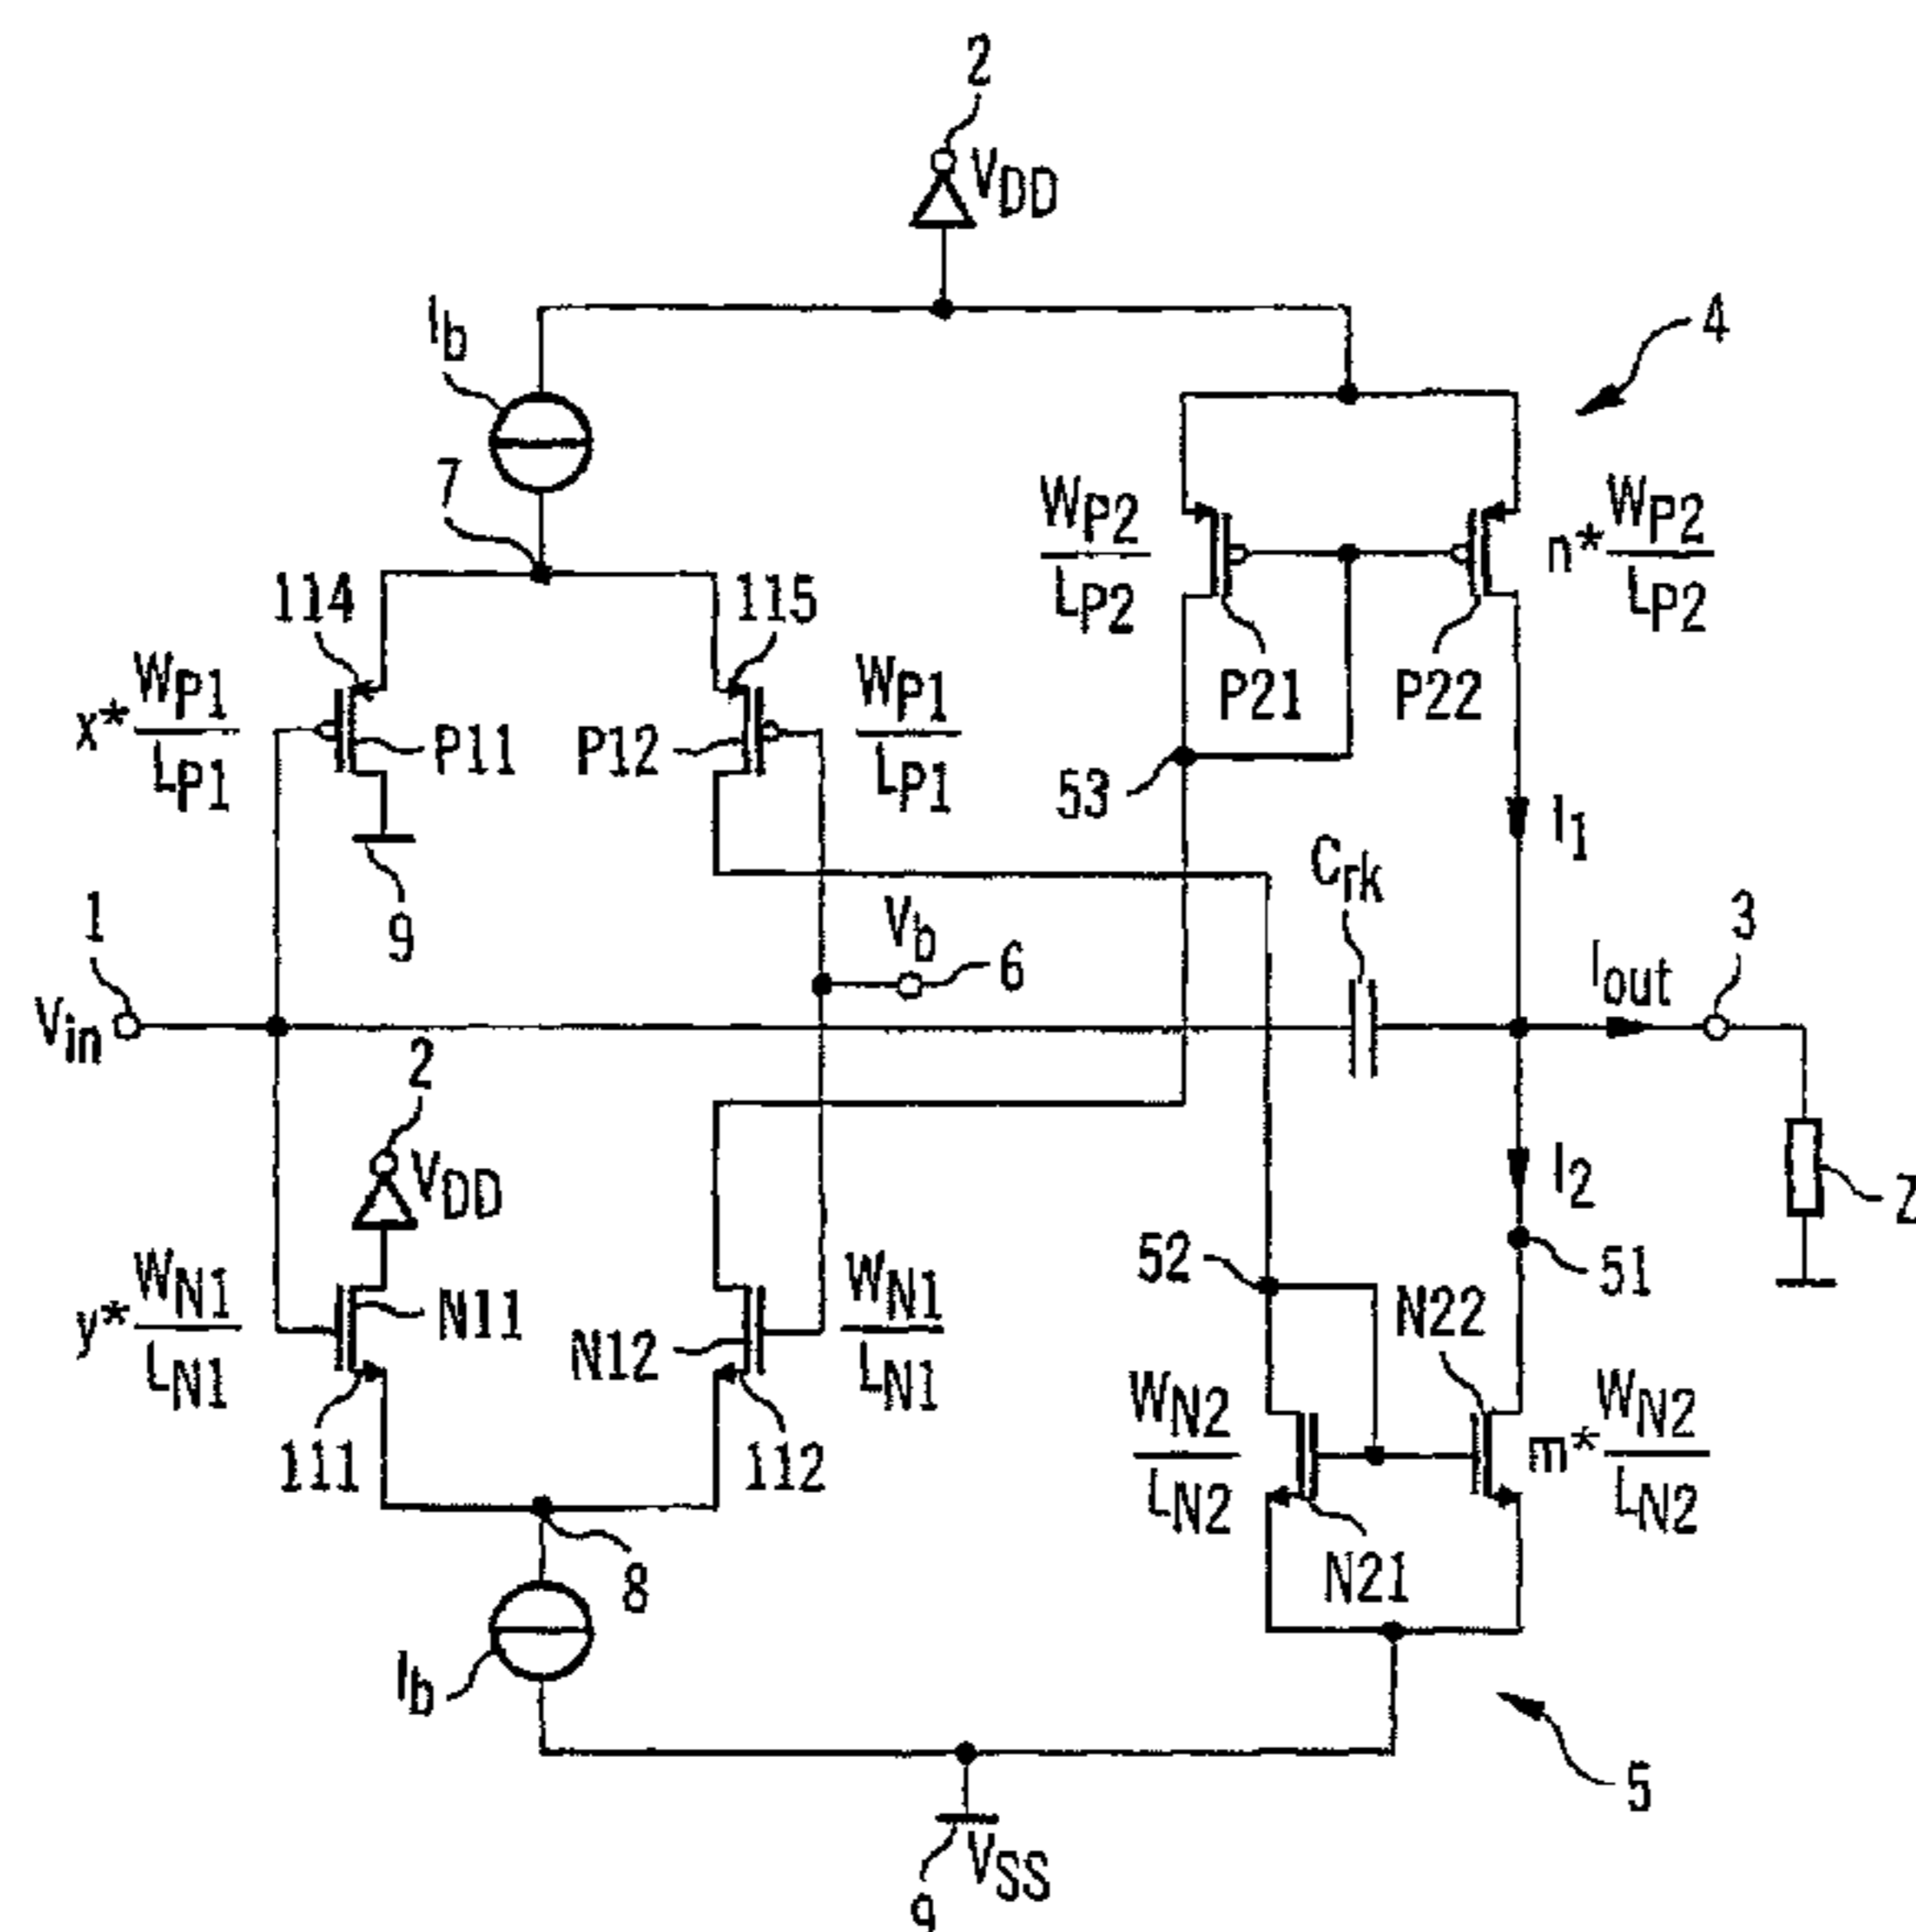 2
VDD
Ib
4
7
WP2
LP2
n* WP2
LP2
114
115
x* WP1
LP1
P11
P12
WP1
LP1
P21
P22
53
I1
Crk
9
1
Vin
Vb
6
Iout
3
2
VDD
I2
Z
52
51
y* WN1
LN1
N11
N12
WN1
LN1
N22
WN2
LN2
m* WN2
LN2
111
112
8
N21
Ib
5
VSS
9